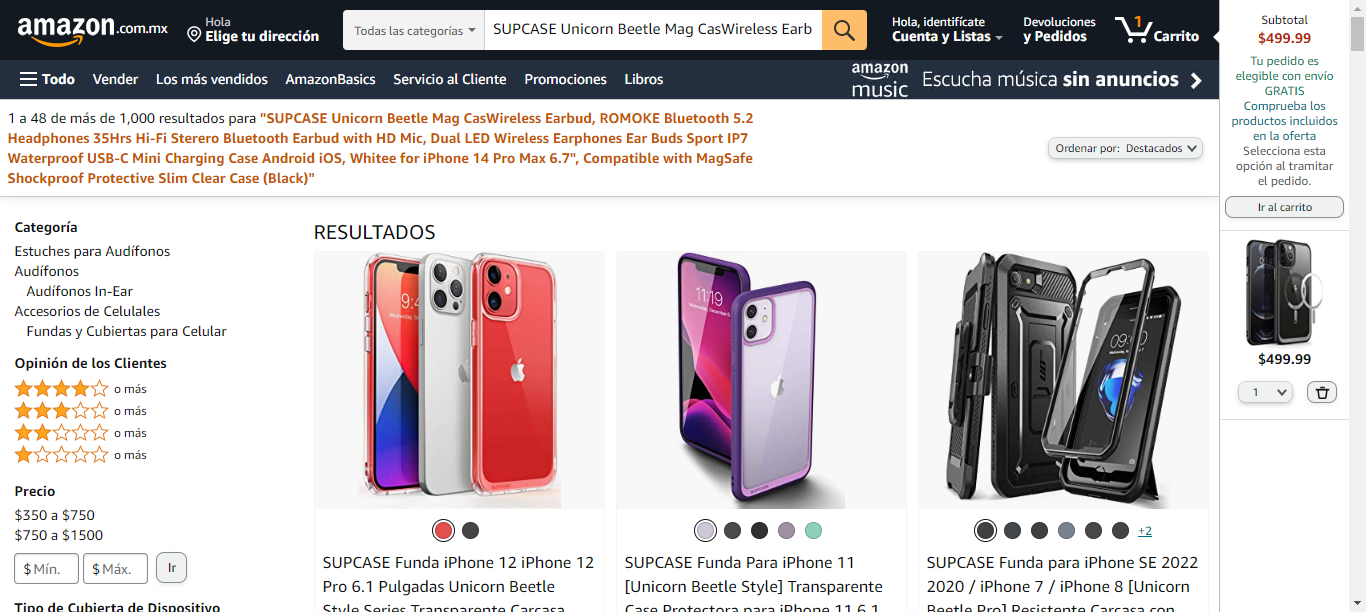 amazon.com.mx
Hola
Elige tu dirección
Todas las categorías
SUPCASE Unicorn Beetle Mag CasWireless Earb
Hola, identifícate
Cuenta y Listas
Devoluciones
y Pedidos
1
Carrito
Todo
Vender
Los más vendidos
AmazonBasics
Servicio al Cliente
Promociones
Libros
amazon
music
Escucha música sin anuncios
Subtotal
$499.99
Tu pedido es
elegible con envío
GRATIS
Comprueba los
productos incluidos
en la oferta
Selecciona esta
opción al tramitar
el pedido.
Ir al carrito
$499.99
1
1 a 48 de más de 1,000 resultados para "SUPCASE Unicorn Beetle Mag CasWireless Earbud, ROMOKE Bluetooth 5.2
Headphones 35Hrs Hi-Fi Sterero Bluetooth Earbud with HD Mic, Dual LED Wireless Earphones Ear Buds Sport IP7
Waterproof USB-C Mini Charging Case Android iOS, Whitee for iPhone 14 Pro Max 6.7", Compatible with MagSafe
Shockproof Protective Slim Clear Case (Black)"
Ordenar por: Destacados
Categoría
Estuches para Audífonos
Audífonos
Audífonos In-Ear
Accesorios de Celulales
Fundas y Cubiertas para Celular
Opinión de los Clientes
o más
o más
o más
o más
Precio
$350 a $750
$750 a $1500
$ Mín.
$ Máx.
Ir
Tipo de Cubierta de Dispositivo
RESULTADOS
11:19
+2
SUPCASE Funda iPhone 12 iPhone 12
Pro 6.1 Pulgadas Unicorn Beetle
Style Series Transparente Carcasa
SUPCASE Funda Para iPhone 11
[Unicorn Beetle Style] Transparente
Case Protectora para iPhone 11 6.1
SUPCASE Funda para iPhone SE 2022
2020 / iPhone 7 / iPhone 8 [Unicorn
Beetle Pro] Resistente Carcasa con